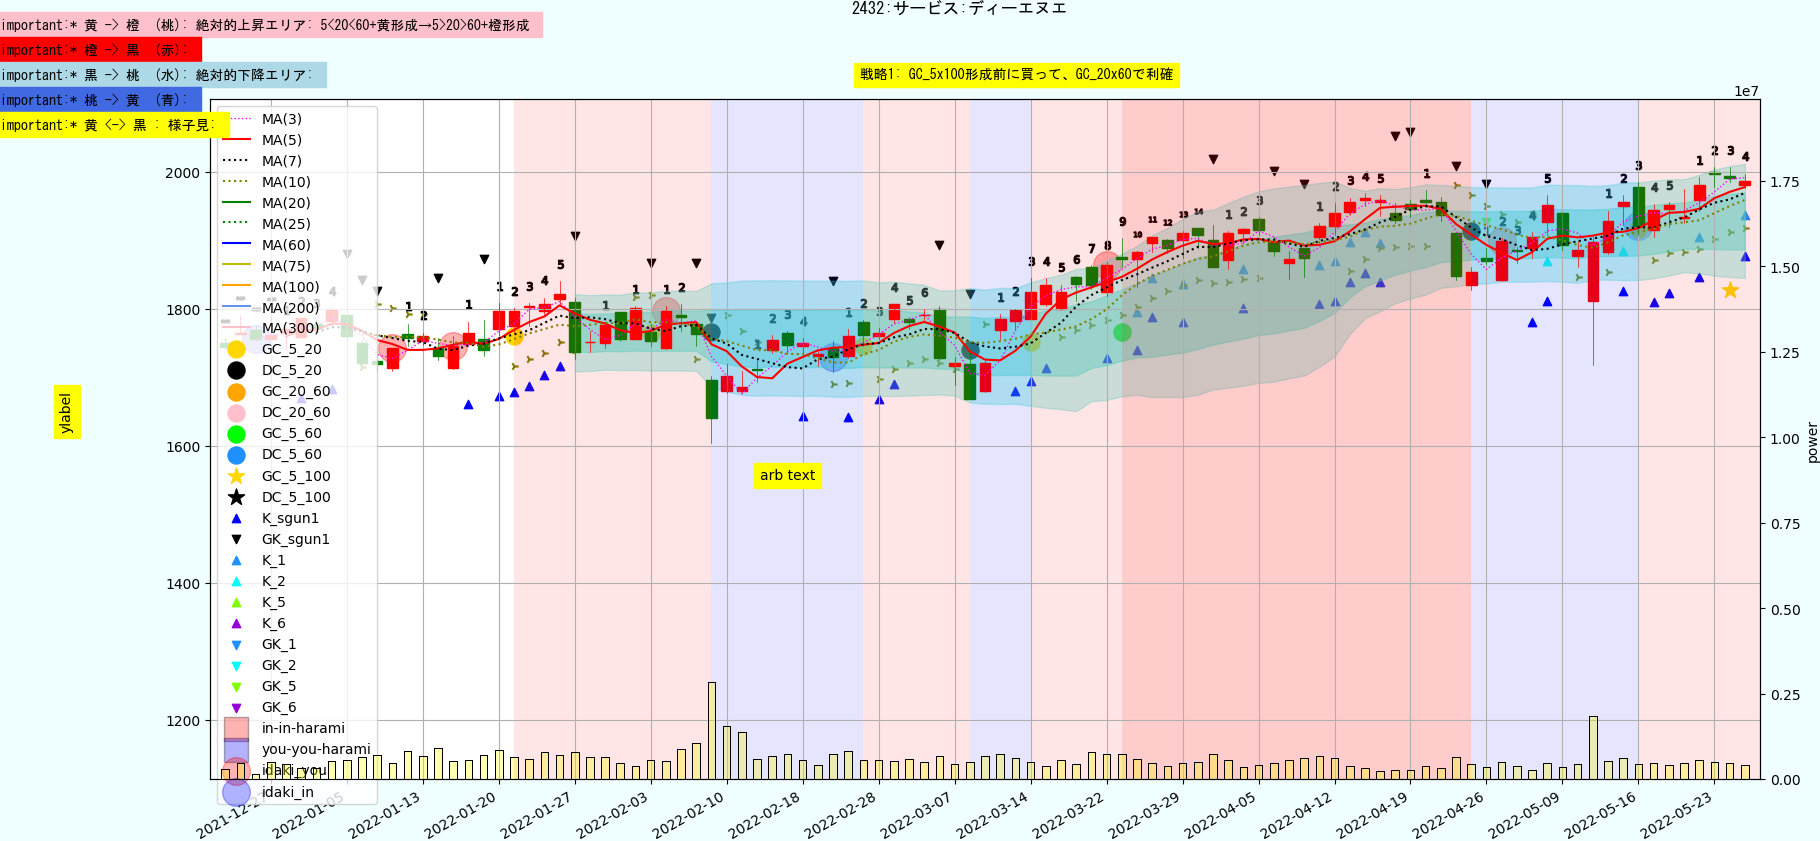 2432:サービス:ディーエヌエ
important:* 黄 -> 橙 （桃）: 絶対的上昇エリア: 5<20<60+黄形成→5>20>60+橙形成
important:* 橙 -> 黒 （赤）:
important:* 黒 -> 桃 （水）: 絶対的下降エリア:
戦略1: GC_5x100形成前に買って、GC_20x60で利確
important:* 桃 -> 黄 （青）:
important:* 黄 <-> 黒 : 様子見:
1e7
MA(3)
MA(5)
MA(7)
MA(10)
MA(20)
MA(25)
MA(60)
MA(75)
MA(100)
MA(200)
MA(300)
GC_5_20
DC_5_20
GC_20_60
DC_20_60
GC_5_60
DC_5_60
GC_5_100
DC_5_100
K_sgun1
GK_sgun1
K_1
K_2
K_5
K_6
GK_1
GK_2
GK_5
GK_6
in-in-harami
you-you-harami
idaki_you
idaki_in
2000
1800
1600
1400
1200
ylabel
arb text
1.75
1.50
1.25
1.00
0.75
0.50
0.25
0.00
power
2021-12-27
2022-01-05
2022-01-13
2022-01-20
2022-01-27
2022-02-03
2022-02-10
2022-02-18
2022-02-28
2022-03-07
2022-03-14
2022-03-22
2022-03-29
2022-04-05
2022-04-12
2022-04-19
2022-04-26
2022-05-09
2022-05-16
2022-05-23